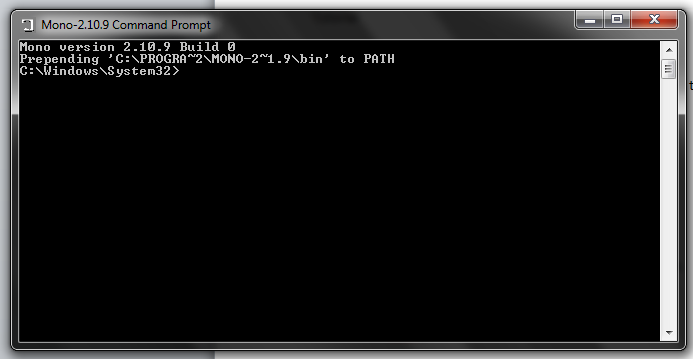 Mono-2.10.9 Command Prompt
Mono version 2.10.9 Build 0
Prepending 'C:\PROGRA~2\MONO-2~1.9\bin' to PATH
C:\Windows\System32>
t